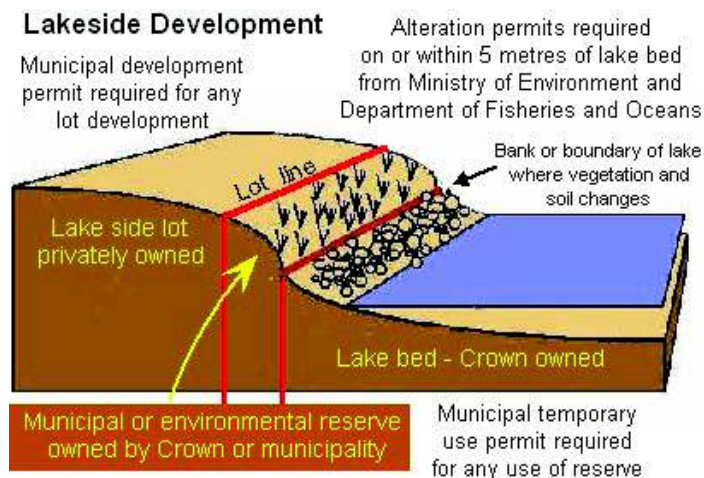 Lakeside Development
Municipal development
permit required for any
lot development
Alteration permits required
on or within 5 metres of lake bed
from Ministry of Environment and
Department of Fisheries and Oceans
Bank or boundary of lake
where vegetation and
soil changes
Lot line
Lake side lot
privately owned
Lake bed - Crown owned
Municipal or environmental reserve
owned by Crown or municipality
Municipal temporary
use permit required
for any use of reserve